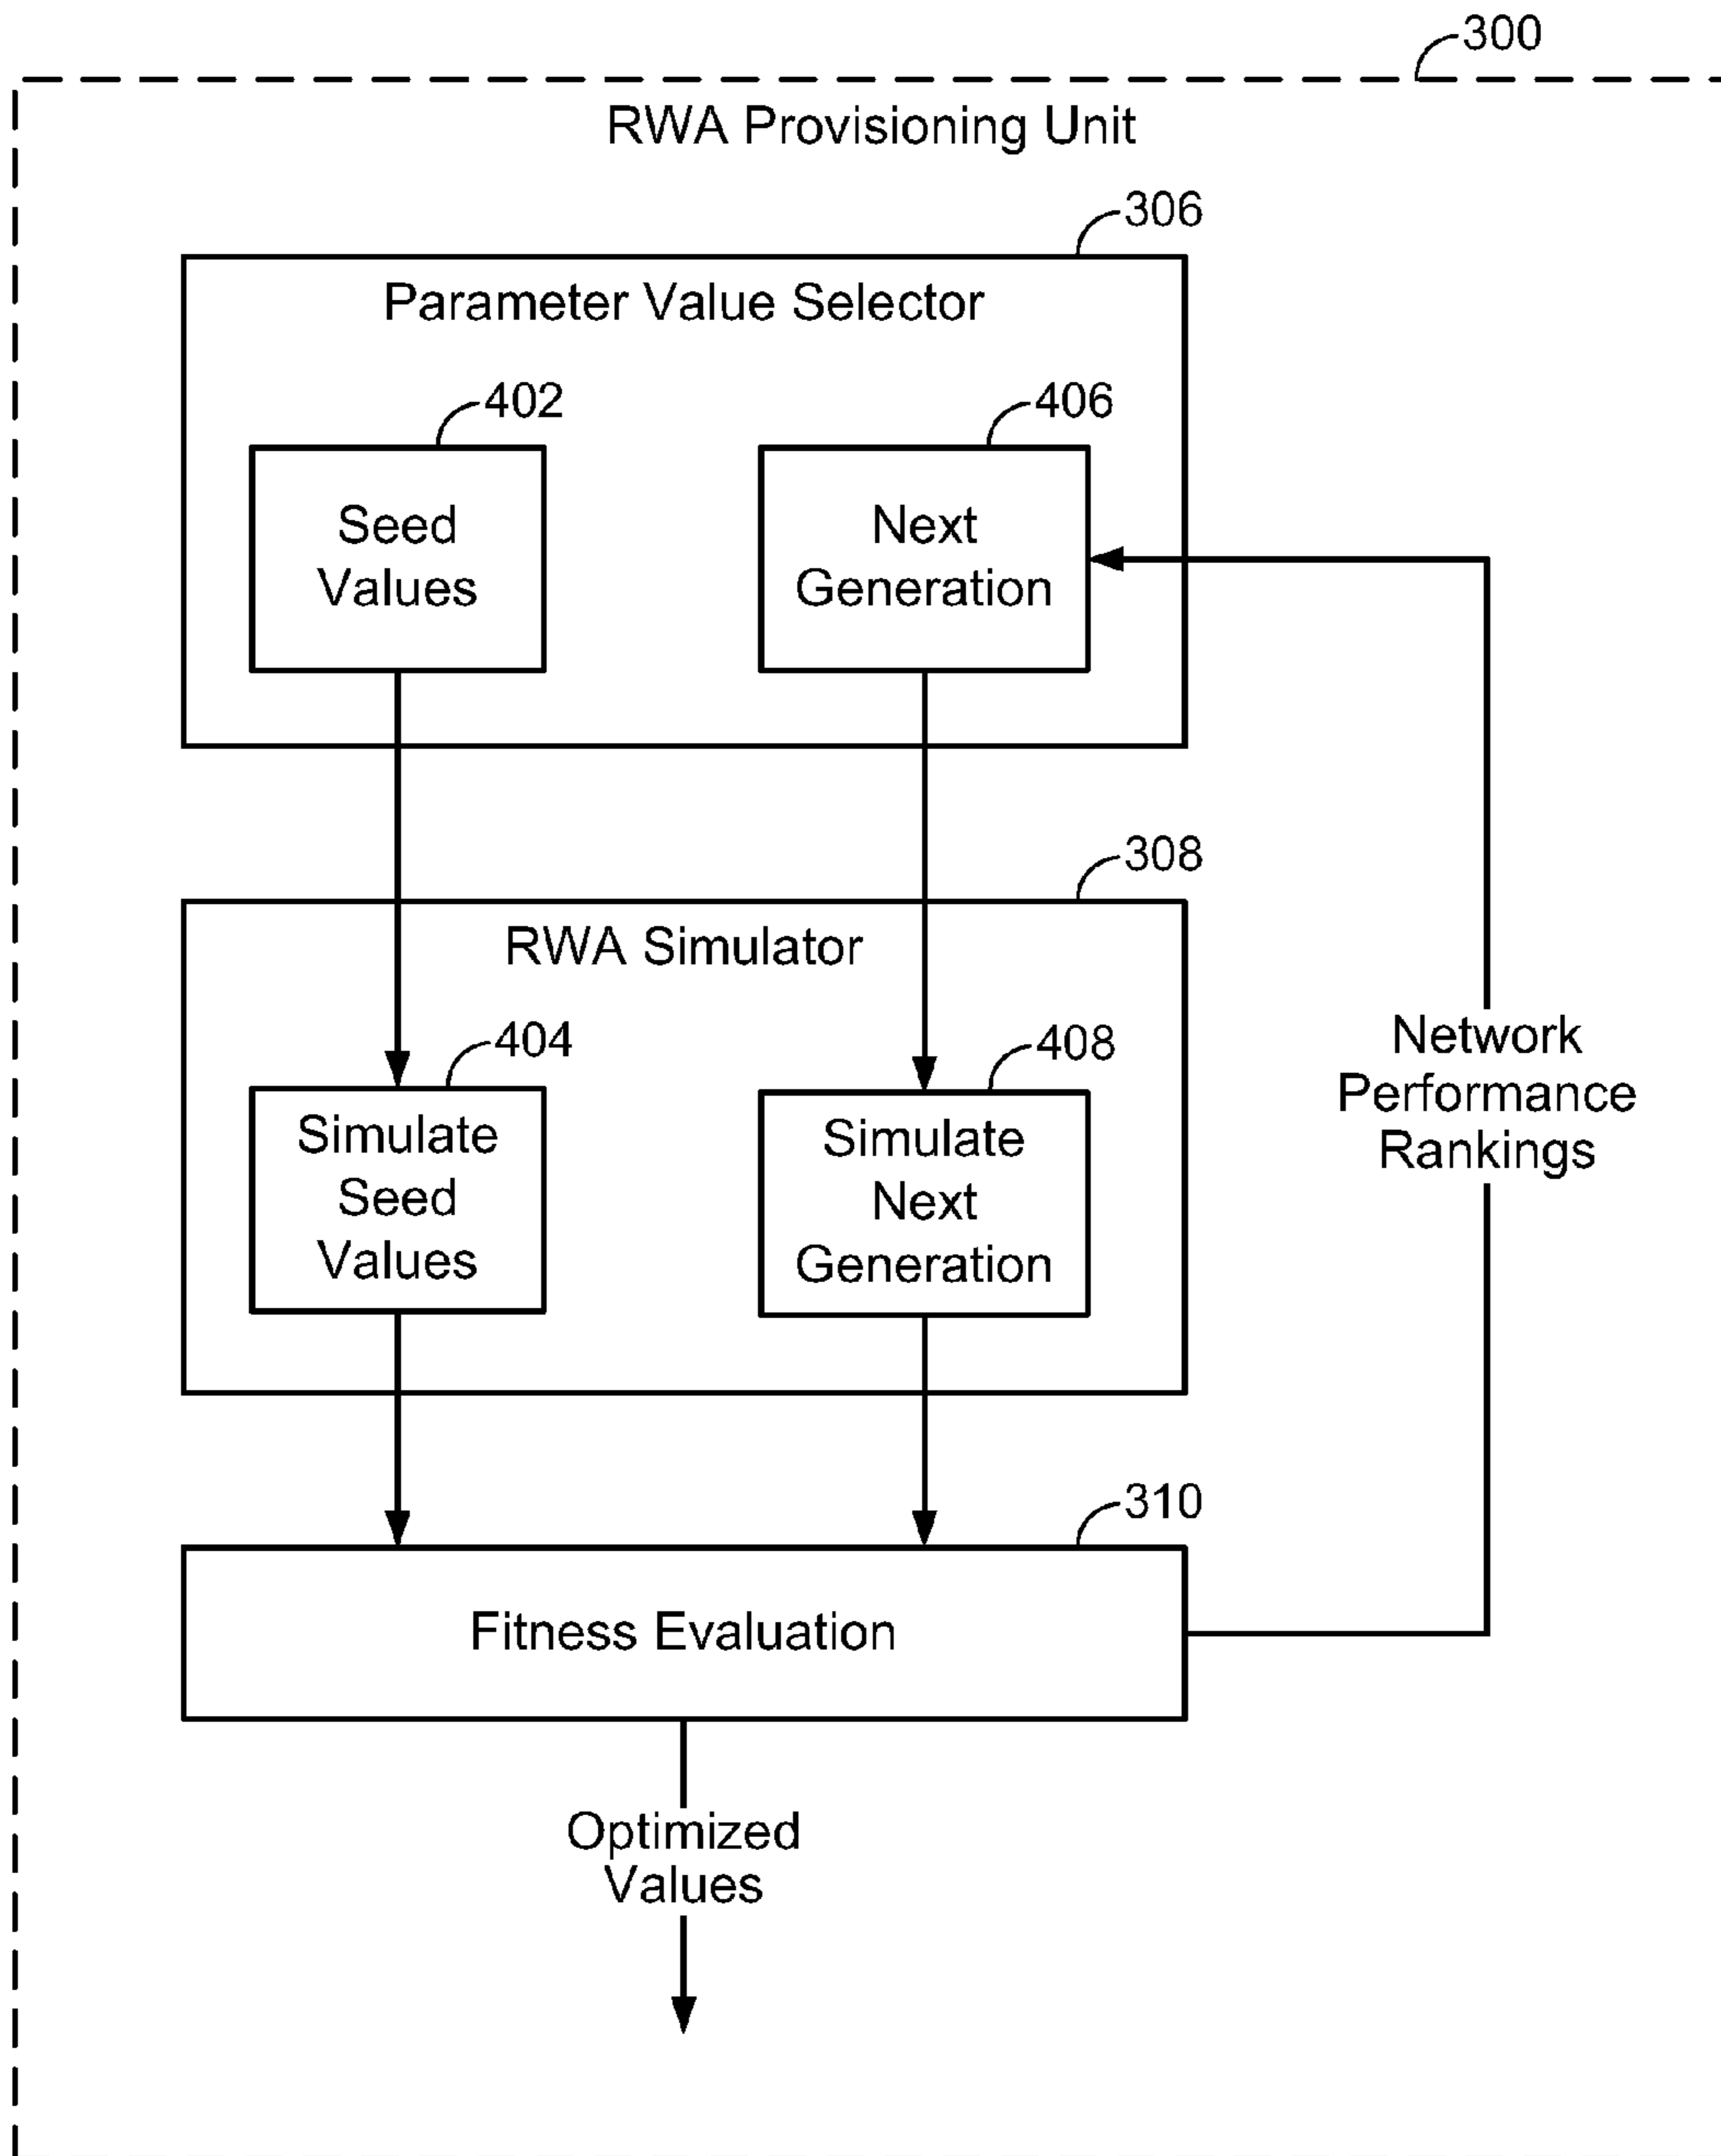 300
RWA Provisioning Unit
306
Parameter Value Selector
402
406
Seed
Values
Next
Generation
308
RWA Simulator
404
408
Simulate
Seed
Values
Simulate
Next
Generation
Network
Performance
Rankings
310
Fitness Evaluation
Optimized
Values